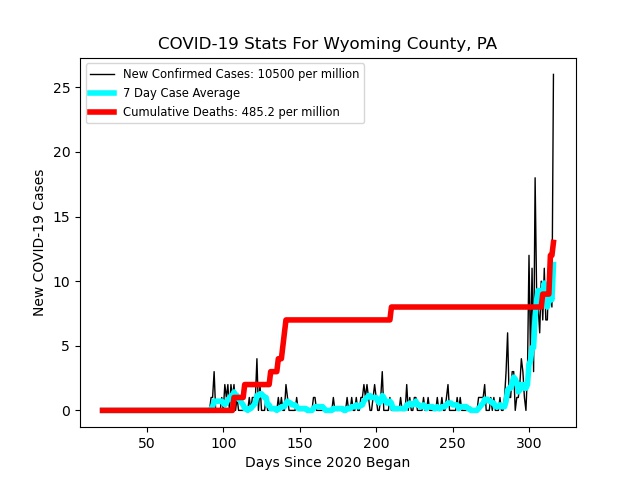 COVID-19 Stats For Wyoming County, PA
New Confirmed Cases: 10500 per million
7 Day Case Average
Cumulative Deaths: 485.2 per million
New COVID-19 Cases
25
20
15
10
5
0
50 100 150 200 250 300
Days Since 2020 Began